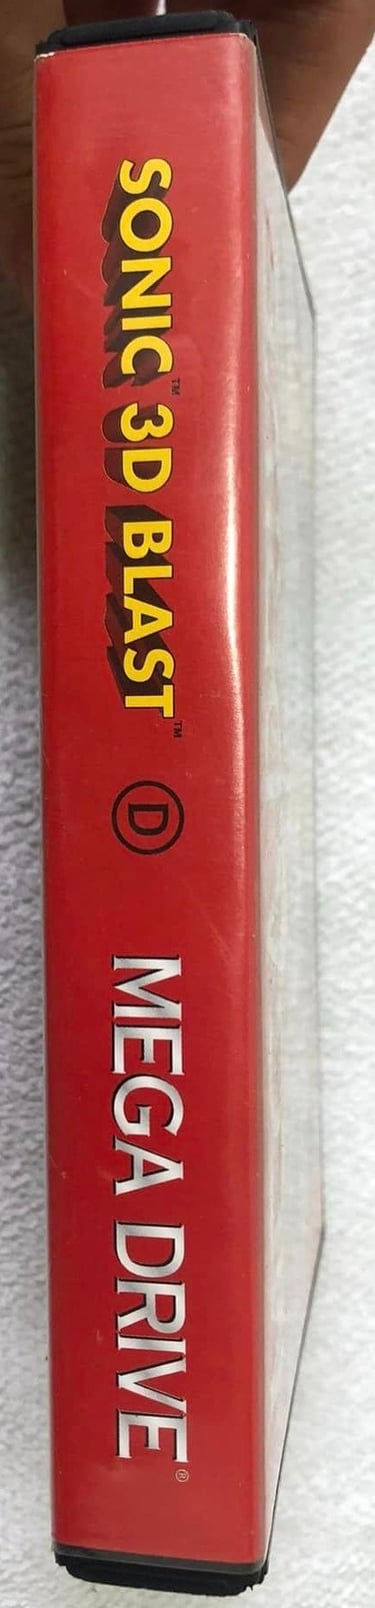 SONIC™ 3D BLAST™ Ⓓ MEGA DRIVE®